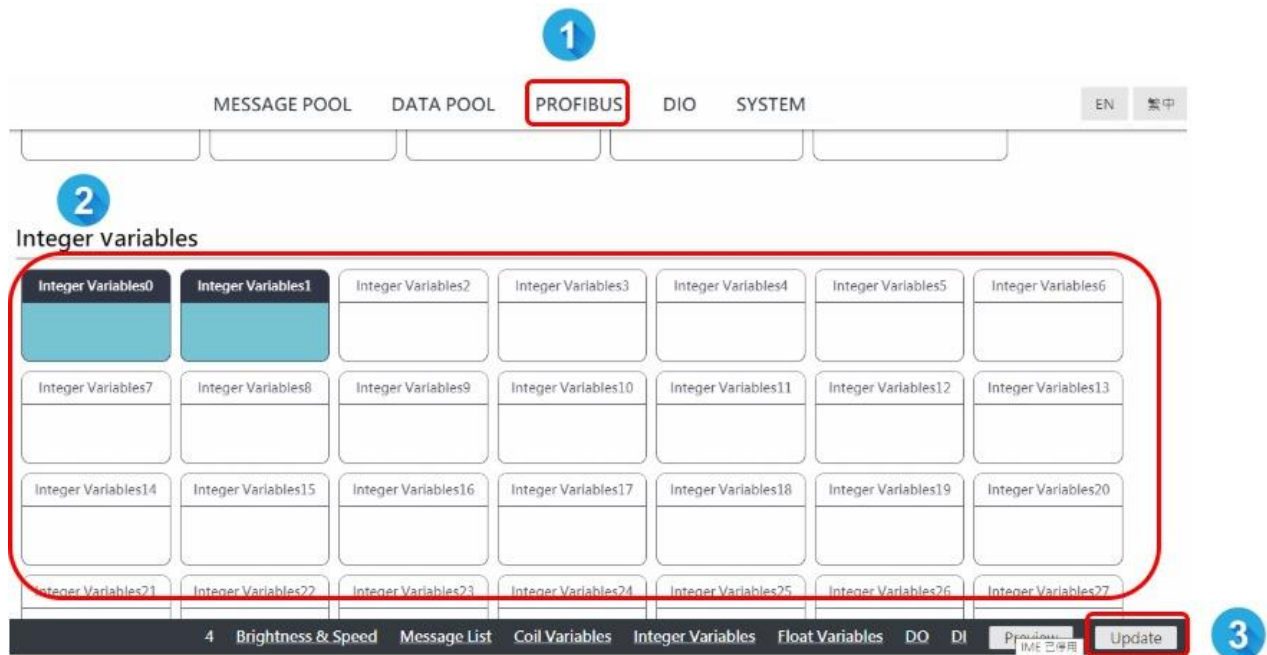 1
MESSAGE POOL DATA POOL PROFIBUS DIO SYSTEM EN 繁中
2
Integer Variables
Integer Variables0 Integer Variables1 Integer Variables2 Integer Variables3 Integer Variables4 Integer Variables5 Integer Variables6
Integer Variables7 Integer Variables8 Integer Variables9 Integer Variables10 Integer Variables11 Integer Variables12 Integer Variables13
Integer Variables14 Integer Variables15 Integer Variables16 Integer Variables17 Integer Variables18 Integer Variables19 Integer Variables20
Integer Variables21 Integer Variables22 Integer Variables23 Integer Variables24 Integer Variables25 Integer Variables26 Integer Variables27
4 Brightness & Speed Message List Coil Variables Integer Variables Float Variables DO DI Preview Update 3
IME 已停用